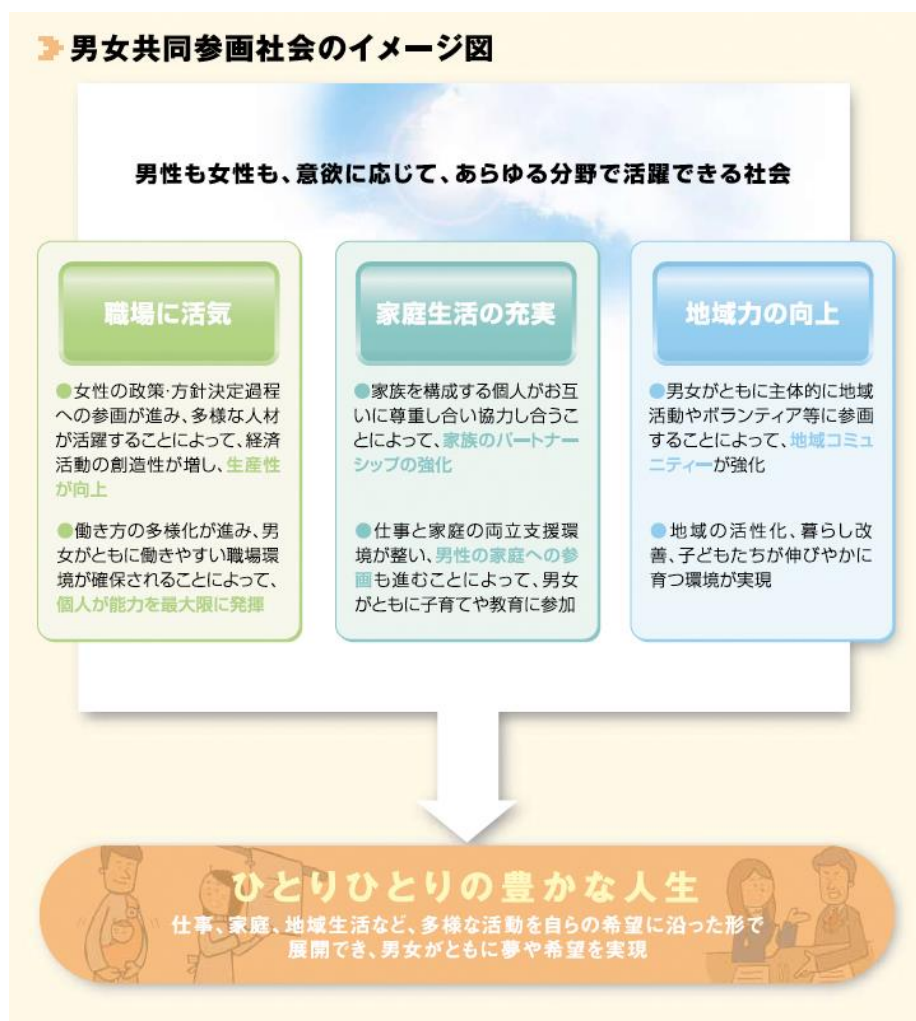 男女共同参画社会のイメージ図
男性も女性も、意欲に応じて、あらゆる分野で活躍できる社会
職場に活気
●女性の政策・方針決定過程
への参画が進み、多様な人材
が活躍することによって、経済
活動の創造性が増し、生産性
が向上
●働き方の多様化が進み、男
女がともに働きやすい職場環
境が確保されることによって、
個人が能力を最大限に発揮
家庭生活の充実
●家族を構成する個人がお互
いに尊重し合い協力し合うこ
とによって、家族のパートナー
シップの強化
●仕事と家庭の両立支援環
境が整い、男性の家庭への参
画も進むことによって、男女
がともに子育てや教育に参加
地域力の向上
●男女がともに主体的に地域
活動やボランティア等に参画
することによって、地域コミュ
ニティーが強化
●地域の活性化、暮らし改
善、子どもたちが伸びやかに
育つ環境が実現
ひとりひとりの豊かな人生
仕事、家庭、地域生活など、多様な活動を自らの希望に沿った形で
展開でき、男女がともに夢や希望を実現